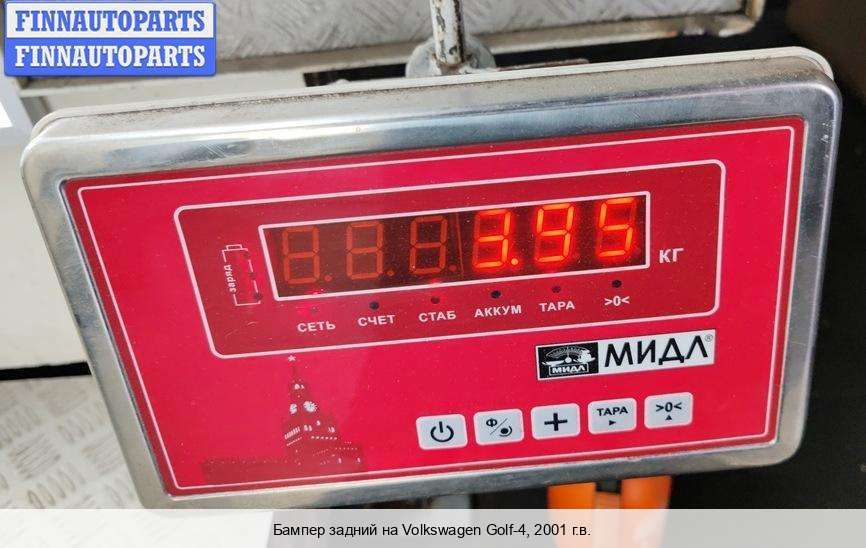 FINNAUTOPARTS
FINNAUTOPARTS
заряд
3.95
КГ
СЕТЬ СЧЕТ СТАБ АККУМ ТАРА >0<
МИДЛ МИДЛ®
Ф/ + ТАРА >0<
Бампер задний на Volkswagen Golf-4, 2001 г.в.